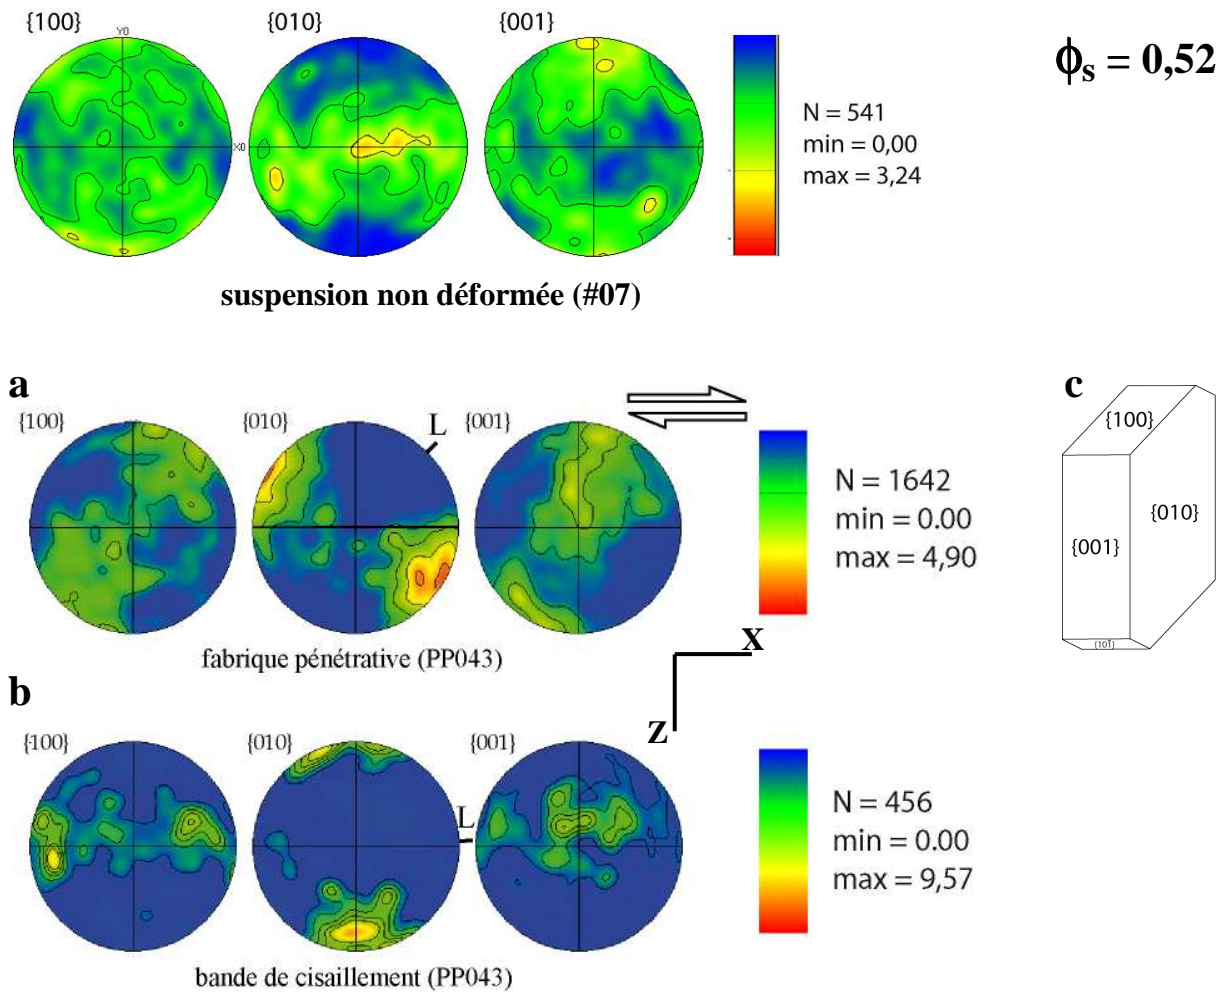 {100}
{010}
{001}
Y0
X0
ϕs = 0,52
N = 541
min = 0,00
max = 3,24
suspension non déformée (#07)
a
{100}
{010}
L
{001}
N = 1642
min = 0.00
max = 4,90
fabrique pénétrative (PP043)
X
Z
c
{100}
{010}
{001}
{101̄}
b
{100}
{010}
L
{001}
N = 456
min = 0.00
max = 9,57
bande de cisaillement (PP043)